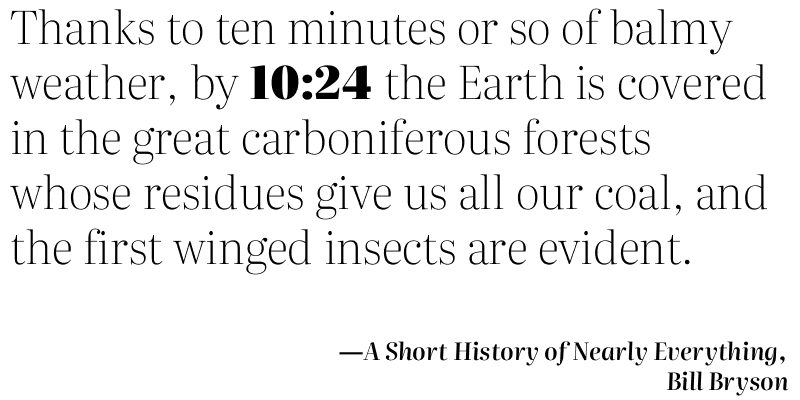 Thanks to ten minutes or so of balmy
weather, by 10:24 the Earth is covered
in the great carboniferous forests
whose residues give us all our coal, and
the first winged insects are evident.
—A Short History of Nearly Everything,
Bill Bryson